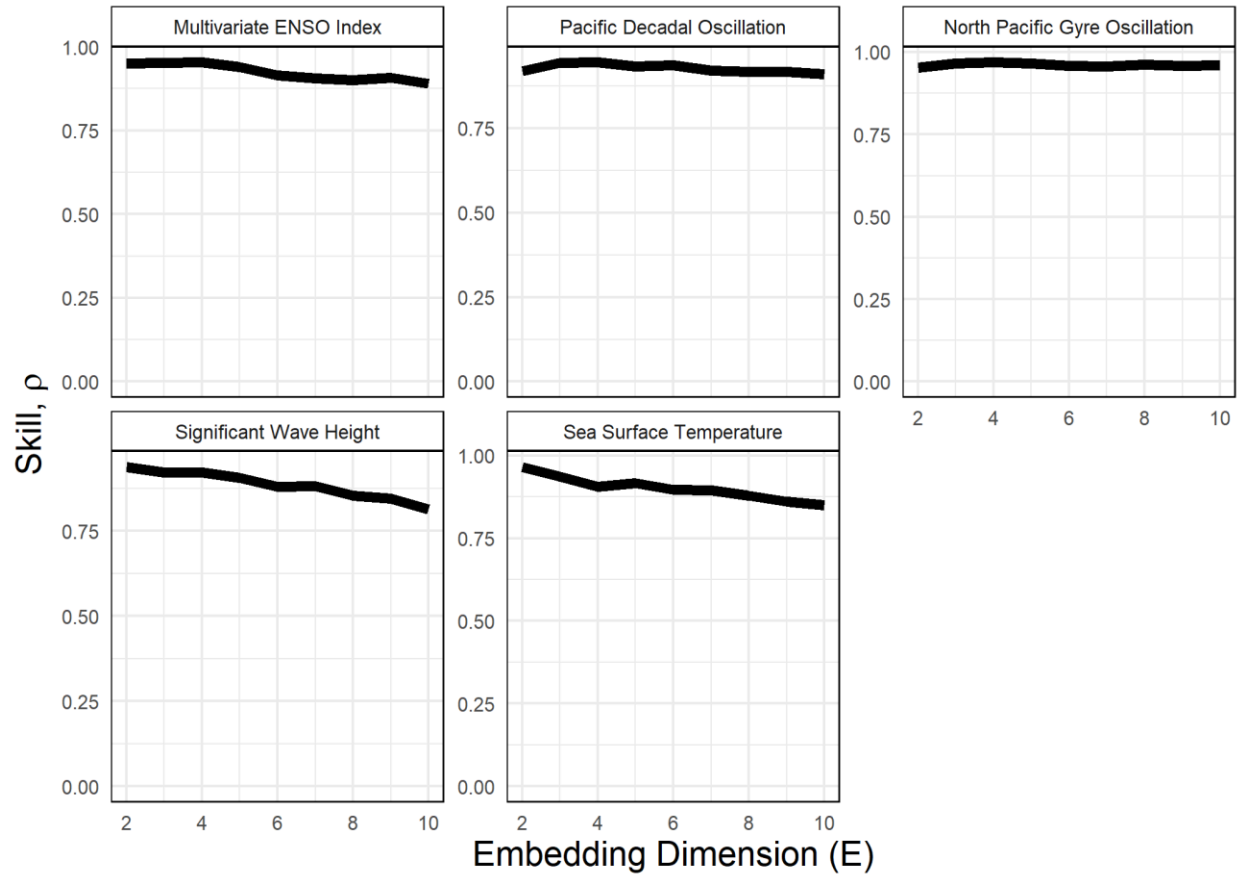 Multivariate ENSO Index
Pacific Decadal Oscillation
North Pacific Gyre Oscillation
1.00
0.75
0.50
0.25
0.00
0.75
0.50
0.25
0.00
1.00
0.75
0.50
0.25
0.00
2 4 6 8 10
Skill, ρ
Significant Wave Height
Sea Surface Temperature
0.75
0.50
0.25
0.00
1.00
0.75
0.50
0.25
0.00
2 4 6 8 10
2 4 6 8 10
Embedding Dimension (E)